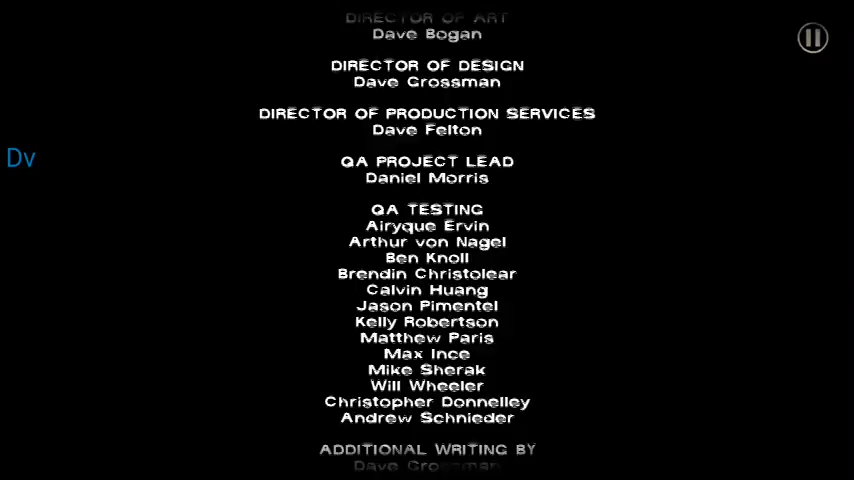 DIRECTOR OF ART
Dave Bogan
DIRECTOR OF DESIGN
Dave Grossman
DIRECTOR OF PRODUCTION SERVICES
Dave Felton
Dv
QA PROJECT LEAD
Daniel Morris
QA TESTING
Airyque Ervin
Arthur von Nagel
Ben Knoll
Brendin Christolear
Calvin Huang
Jason Pimentel
Kelly Robertson
Matthew Paris
Max Ince
Mike Sherak
Will Wheeler
Christopher Donnelley
Andrew Schnieder
ADDITIONAL WRITING BY
Dave Grossman